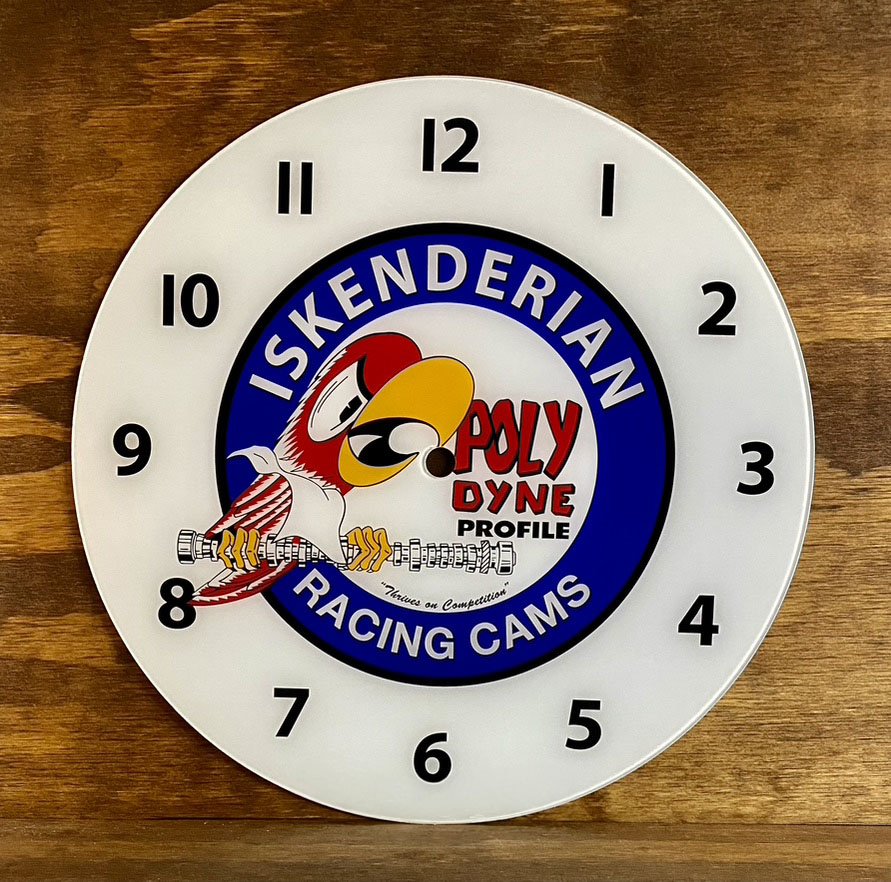 12
1
2
3
4
5
6
7
8
9
10
11
ISKENDERIAN
POLY
DYNE
PROFILE
"Thrives on Competition"
RACING CAMS